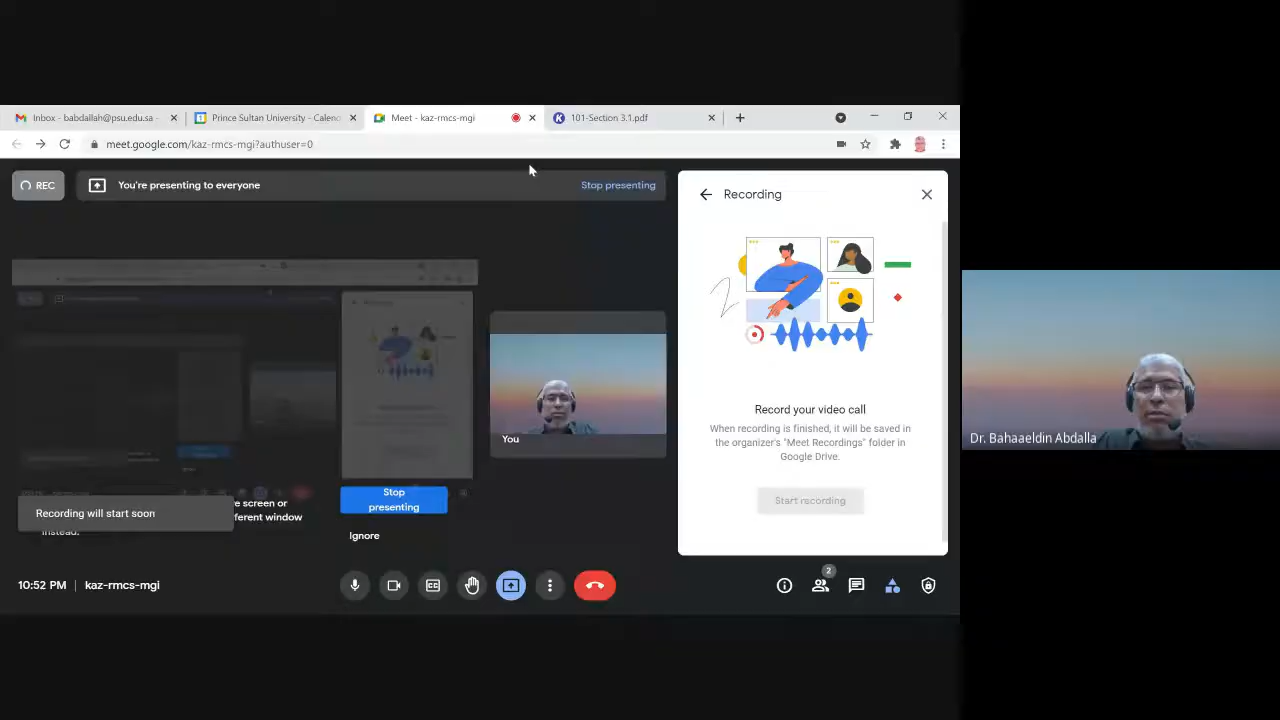 Inbox - babdallah@psu.edu.sa -
Prince Sultan University - Calend
Meet - kaz-rmcs-mgi
101-Section 3.1.pdf
meet.google.com/kaz-rmcs-mgi?authuser=0
REC
You're presenting to everyone
Stop presenting
Recording
You
Record your video call
When recording is finished, it will be saved in
the organizer's "Meet Recordings" folder in
Google Drive.
Start recording
Dr. Bahaaeldin Abdalla
Recording will start soon
e screen or
ferent window
instead.
Stop
presenting
Ignore
10:52 PM | kaz-rmcs-mgi
2